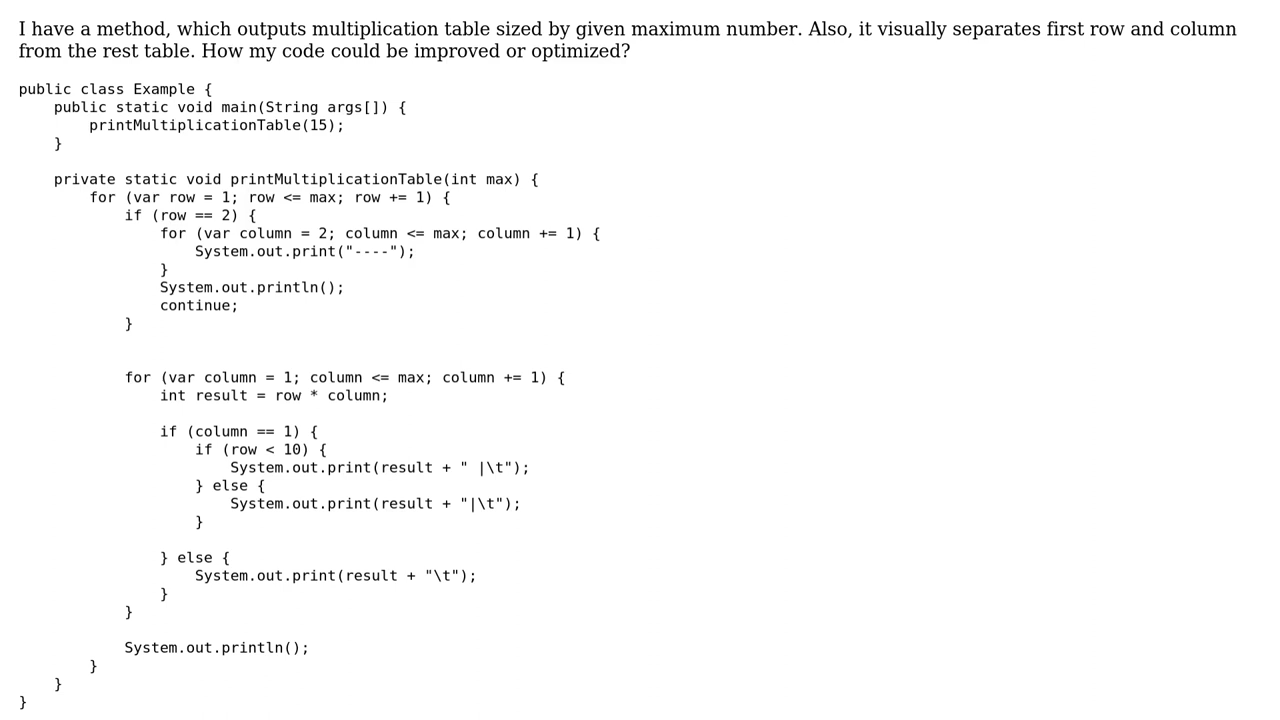 I have a method, which outputs multiplication table sized by given maximum number. Also, it visually separates first row and column
from the rest table. How my code could be improved or optimized?
public class Example {
    public static void main(String args[]) {
        printMultiplicationTable(15);
    }

    private static void printMultiplicationTable(int max) {
        for (var row = 1; row <= max; row += 1) {
            if (row == 2) {
                for (var column = 2; column <= max; column += 1) {
                    System.out.print("----");
                }
                System.out.println();
                continue;
            }


            for (var column = 1; column <= max; column += 1) {
                int result = row * column;

                if (column == 1) {
                    if (row < 10) {
                        System.out.print(result + " |\t");
                    } else {
                        System.out.print(result + "|\t");
                    }

                } else {
                    System.out.print(result + "\t");
                }
            }

            System.out.println();
        }
    }
}